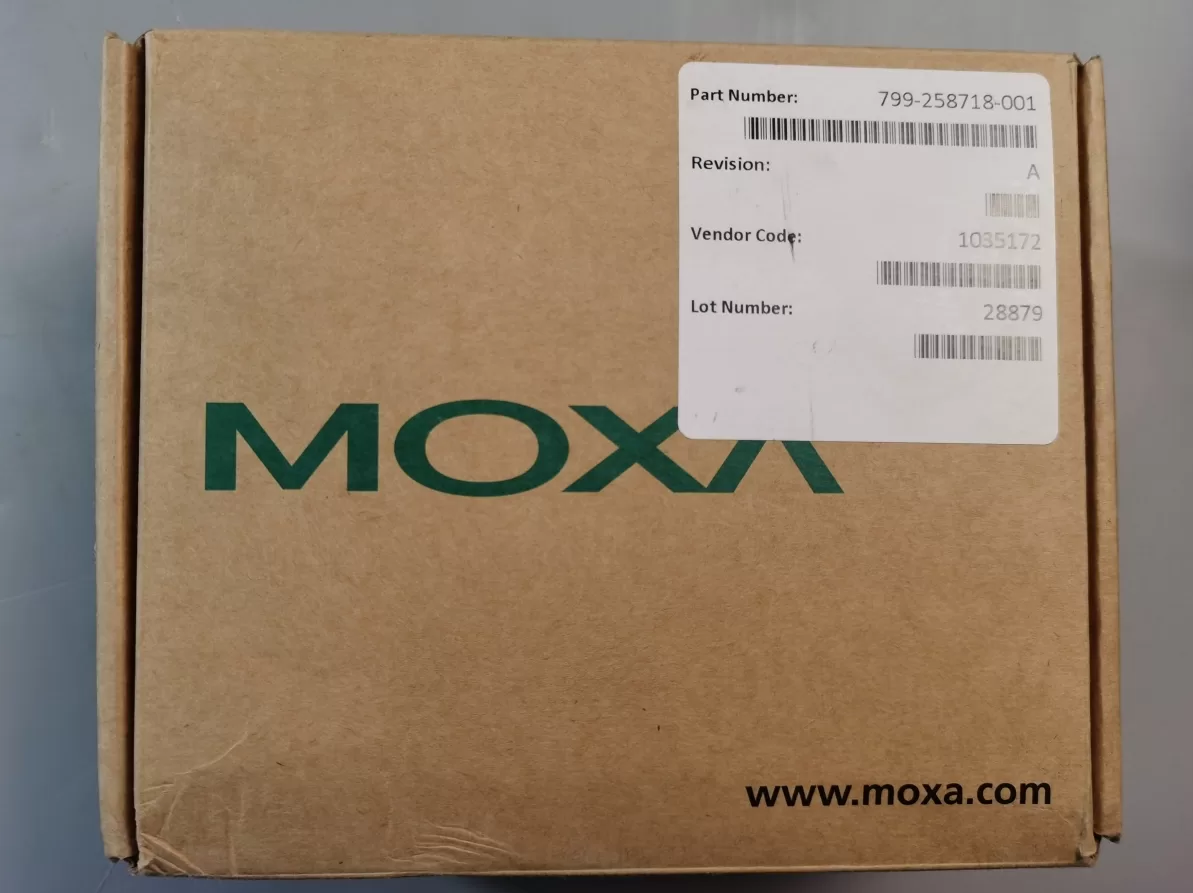 Part Number: 799-258718-001
Revision: A
Vendor Code: 1035172
Lot Number: 28879
MOXA
www.moxa.com